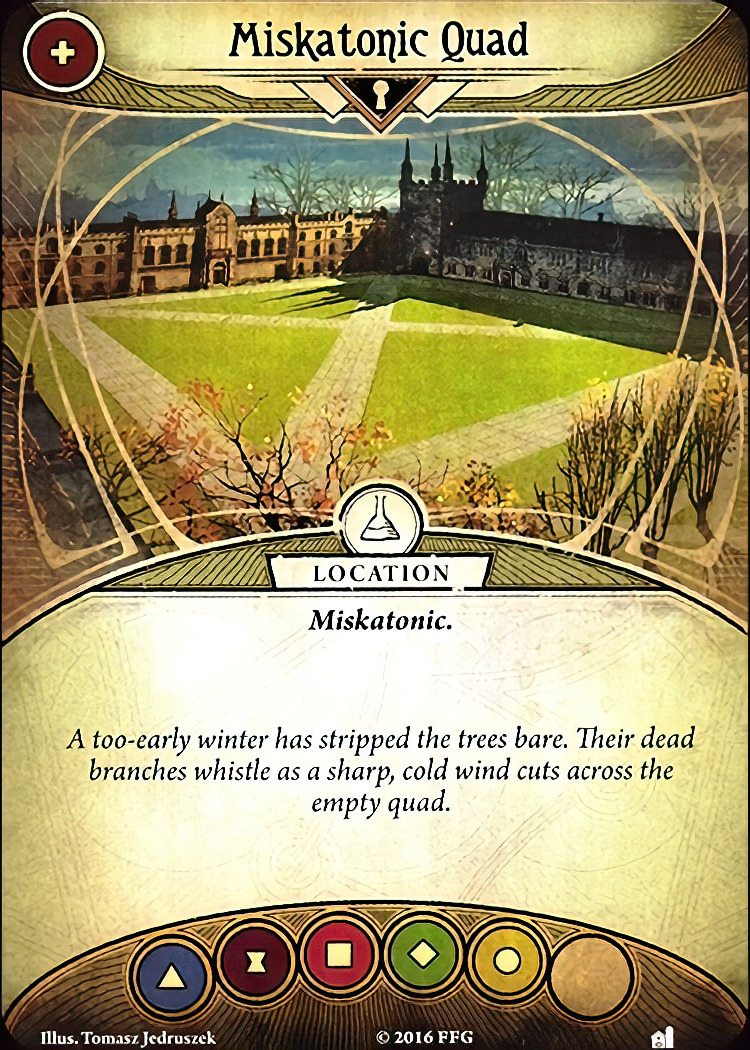 Miskatonic Quad
LOCATION
Miskatonic.
A too-early winter has stripped the trees bare. Their dead
branches whistle as a sharp, cold wind cuts across the
empty quad.
Illus. Tomasz Jedruszek
© 2016 FFG